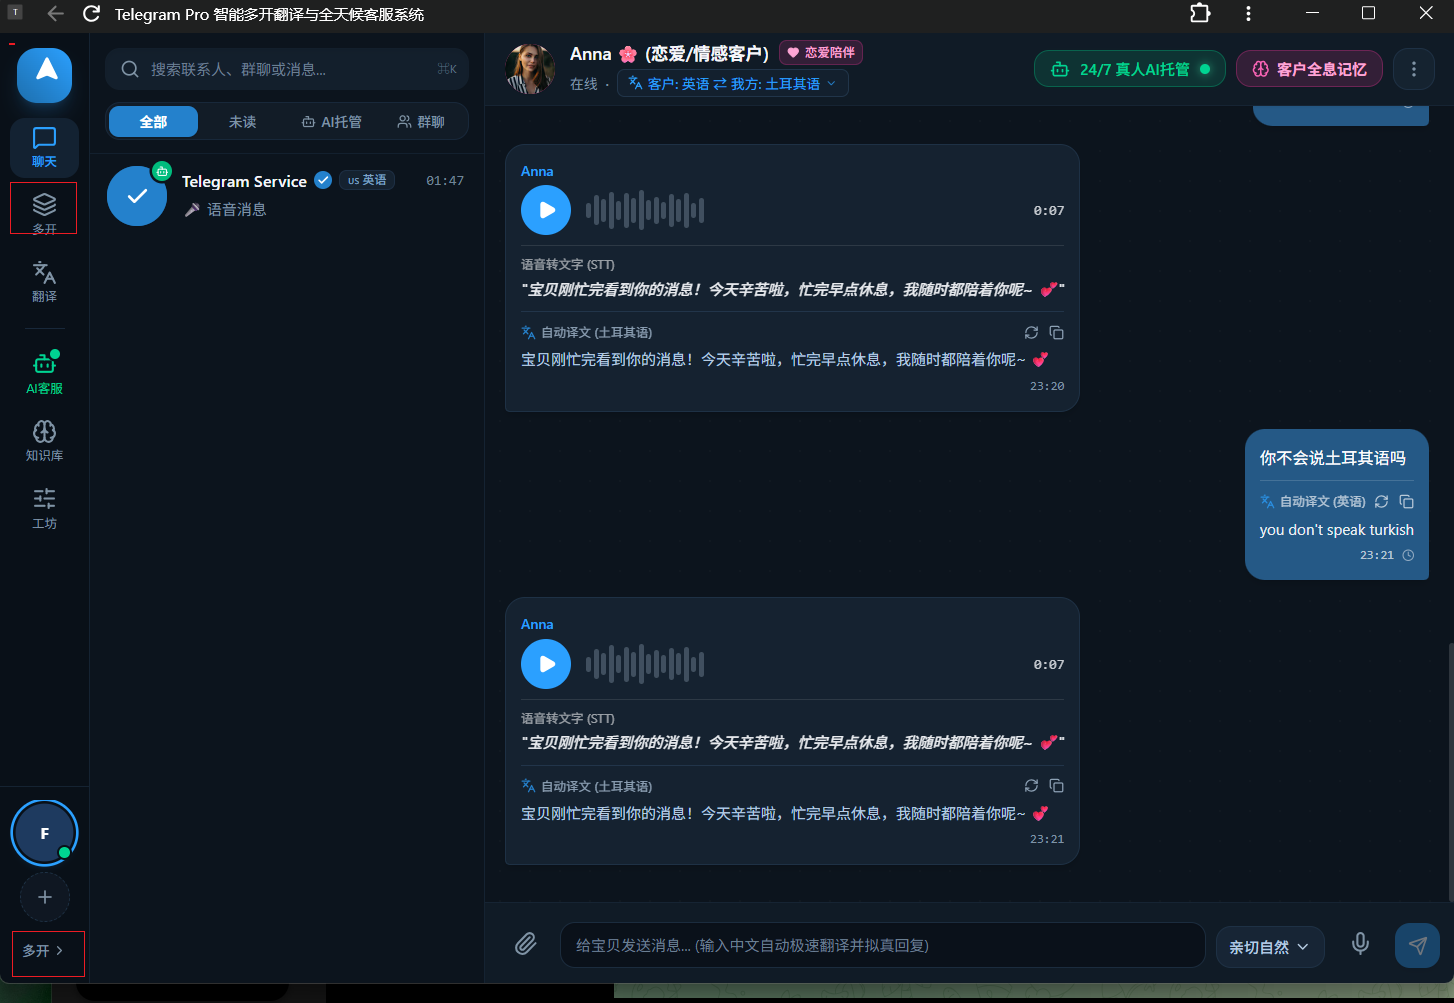 T
Telegram Pro 智能多开翻译与全天候客服系统
聊天
多开
翻译
AI客服
知识库
工坊
F
多开
搜索联系人、群聊或消息...
⌘K
全部
未读
AI托管
群聊
Telegram Service
us 英语
01:47
语音消息
Anna 🌸 (恋爱/情感客户)
恋爱陪伴
在线 · 客户: 英语 ⇄ 我方: 土耳其语
24/7 真人AI托管
客户全息记忆
Anna
0:07
语音转文字 (STT)
"宝贝刚忙完看到你的消息！今天辛苦啦，忙完早点休息，我随时都陪着你呢~ 💕"
自动译文 (土耳其语)
宝贝刚忙完看到你的消息！今天辛苦啦，忙完早点休息，我随时都陪着你呢~ 💕
23:20
你不会说土耳其语吗
自动译文 (英语)
you don't speak turkish
23:21
Anna
0:07
语音转文字 (STT)
"宝贝刚忙完看到你的消息！今天辛苦啦，忙完早点休息，我随时都陪着你呢~ 💕"
自动译文 (土耳其语)
宝贝刚忙完看到你的消息！今天辛苦啦，忙完早点休息，我随时都陪着你呢~ 💕
23:21
给宝贝发送消息... (输入中文自动极速翻译并拟真回复)
亲切自然